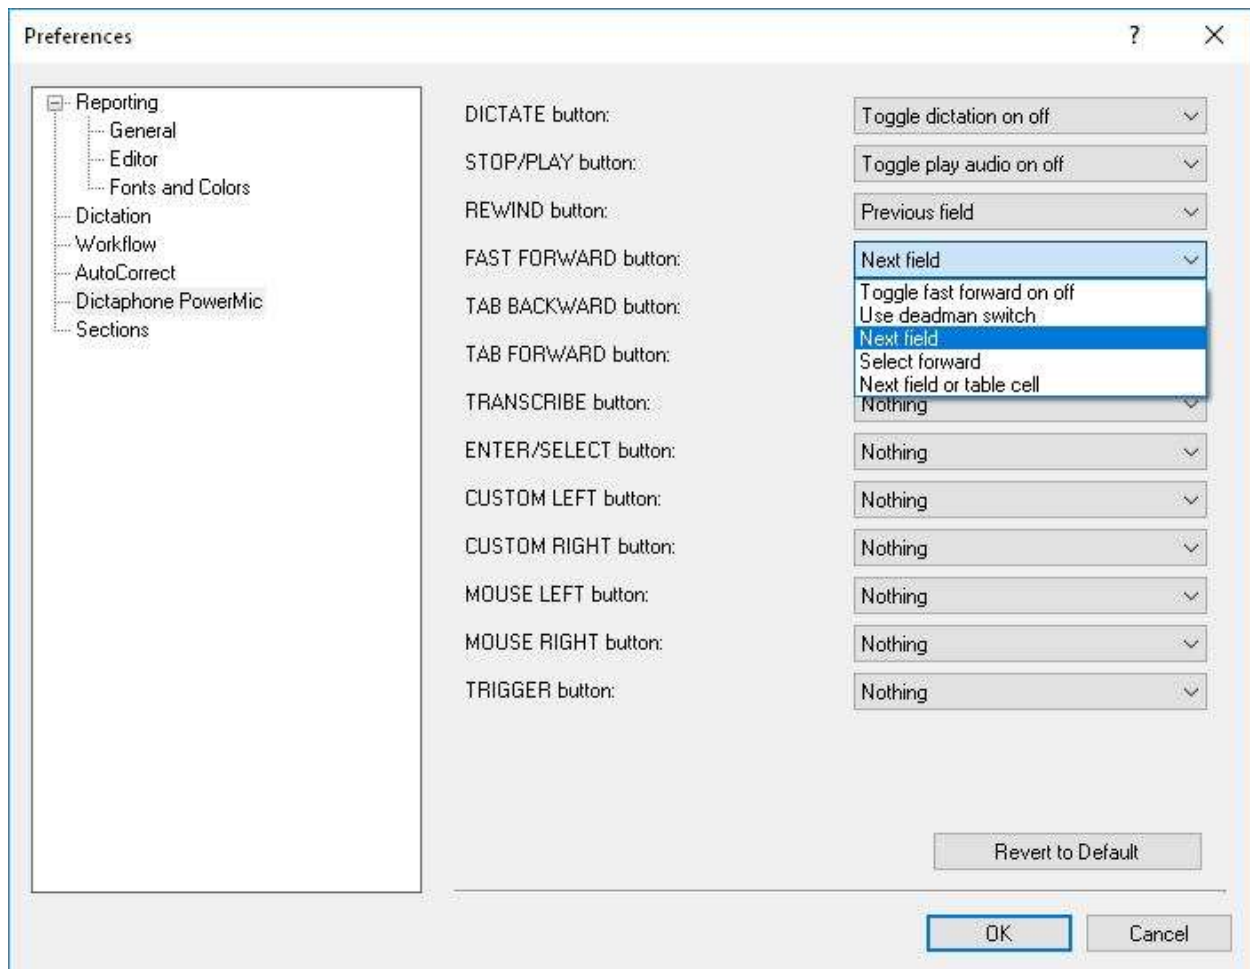 Preferences
?
Reporting
General
Editor
Fonts and Colors
Dictation
Workflow
AutoCorrect
Dictaphone PowerMic
Sections
DICTATE button: Toggle dictation on off
STOP/PLAY button: Toggle play audio on off
REWIND button: Previous field
FAST FORWARD button: Next field
Toggle fast forward on off
Use deadman switch
Next field
Select forward
Next field or table cell
TAB BACKWARD button:
TAB FORWARD button:
TRANSCRIBE button: Nothing
ENTER/SELECT button: Nothing
CUSTOM LEFT button: Nothing
CUSTOM RIGHT button: Nothing
MOUSE LEFT button: Nothing
MOUSE RIGHT button: Nothing
TRIGGER button: Nothing
Revert to Default
OK Cancel